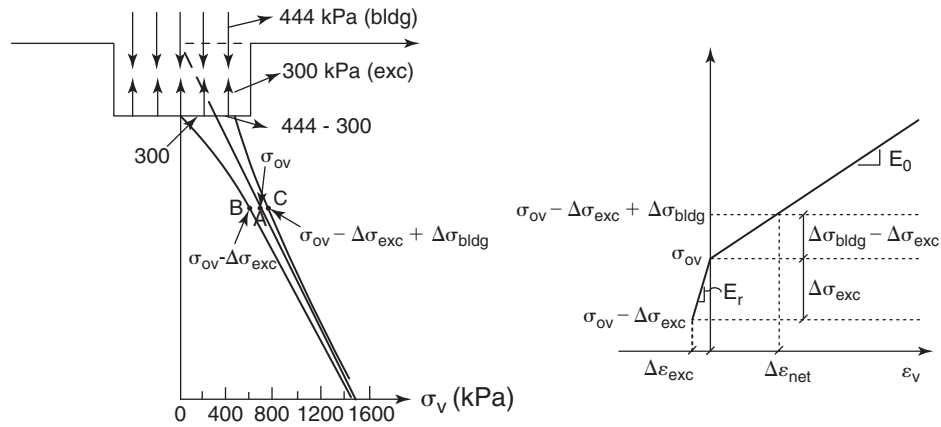 444 kPa (bldg)
300 kPa (exc)
444 - 300
300
σov
B
A
C
σov − Δσexc + Δσbldg
σov-Δσexc
σv (kPa)
0 400 800 1200 1600
E0
σov − Δσexc + Δσbldg
Δσbldg − Δσexc
σov
Er
Δσexc
σov − Δσexc
Δεexc
Δεnet
εv